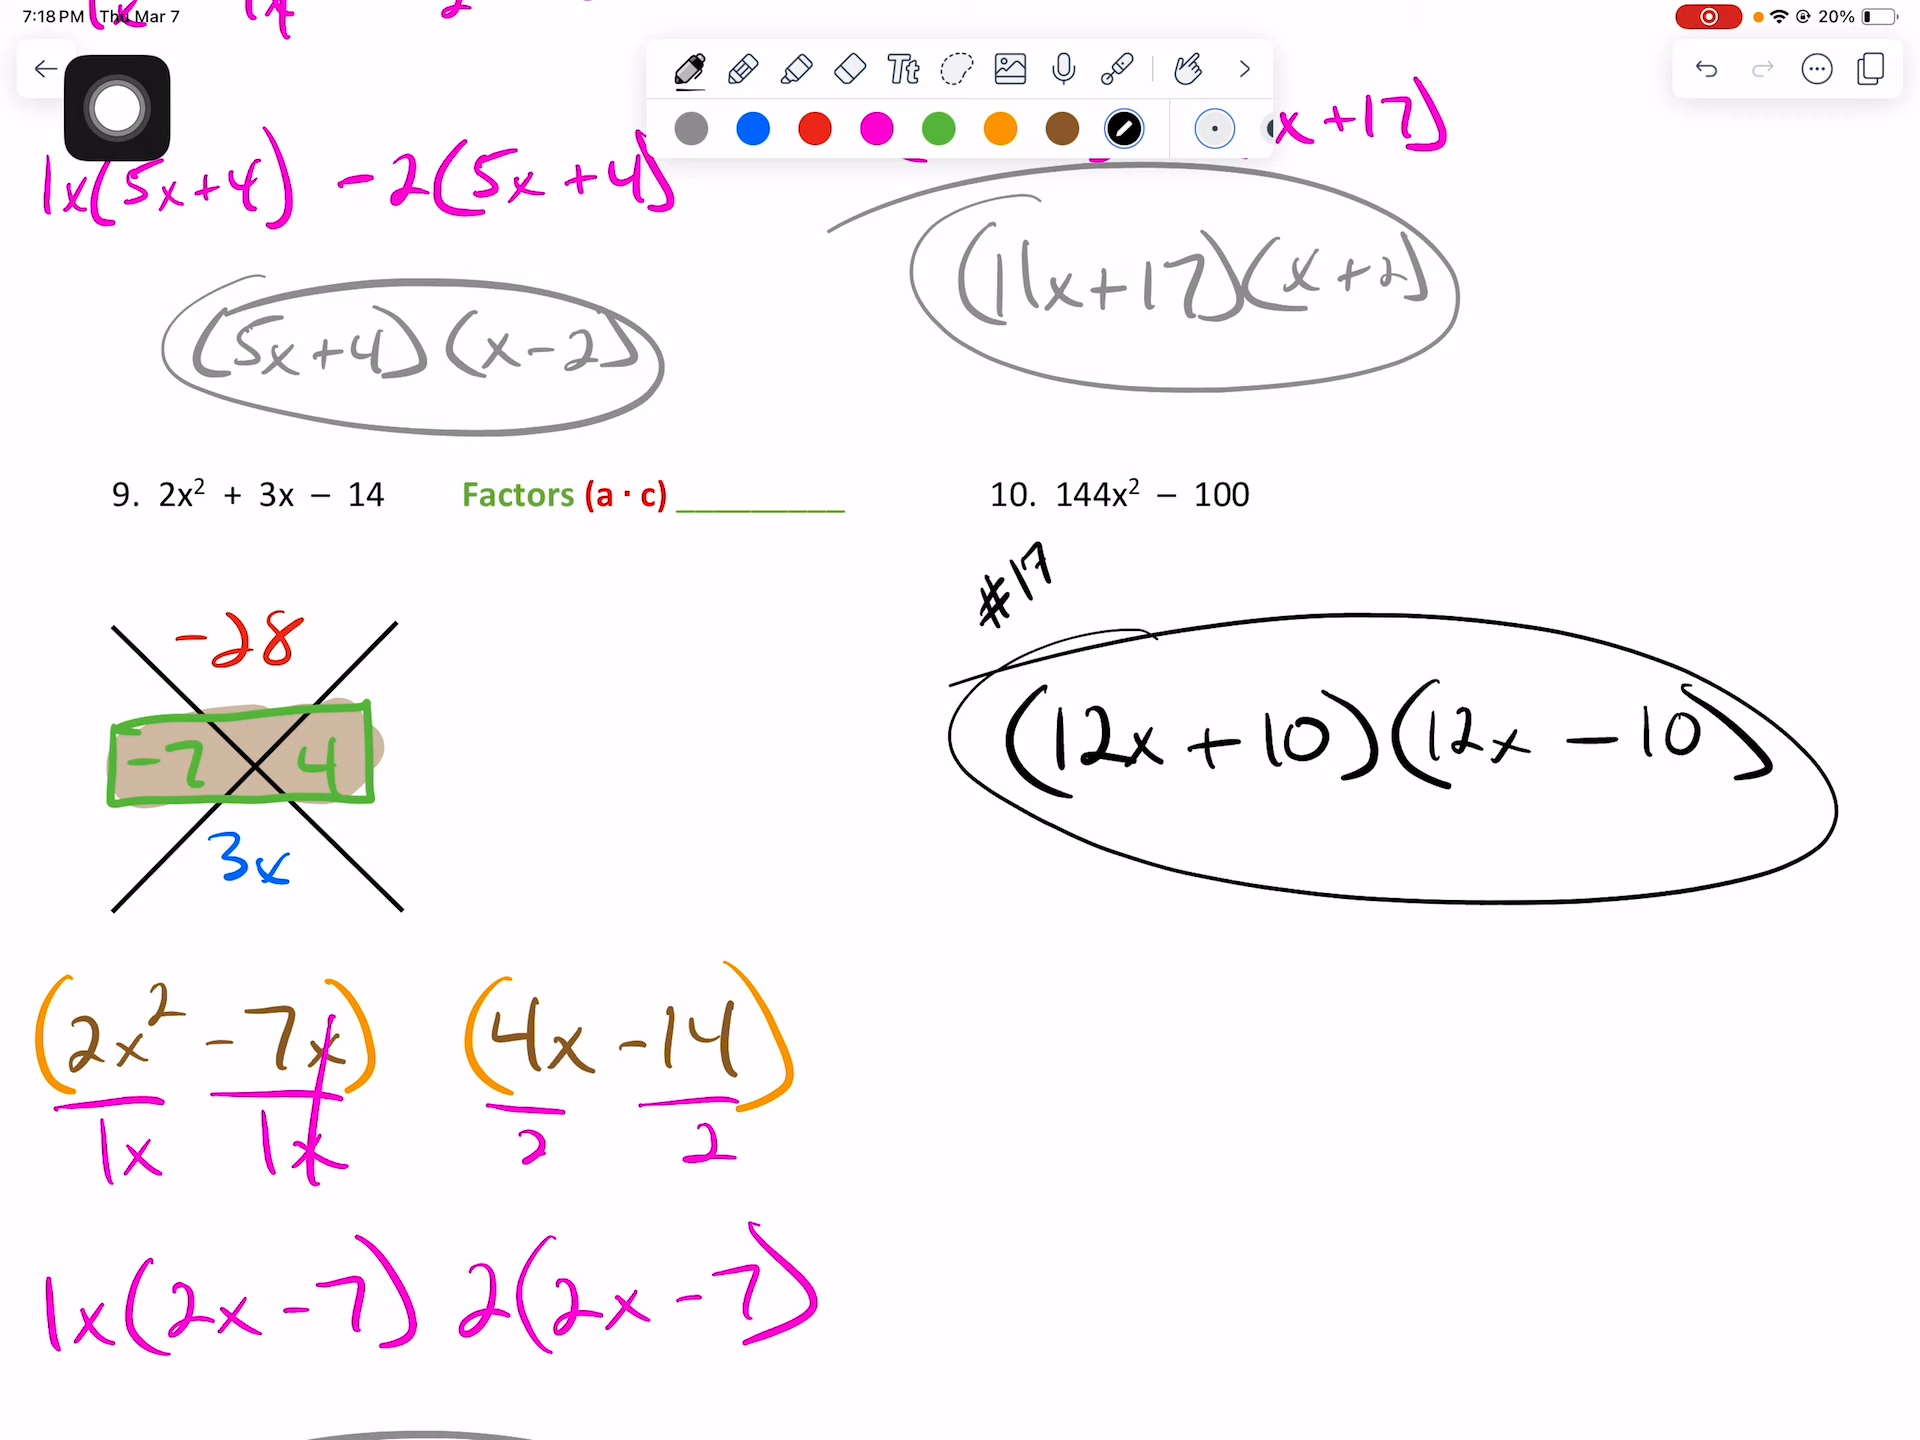 7:18 PM Thu Mar 7
20%
Tt
x +17)
1x(5x+4) -2(5x+4)
(11x+17)(x+2)
(5x+4)(x-2)
9. 2x² + 3x – 14 Factors (a · c) __________
10. 144x² – 100
#17
-28
(12x +10)(12x -10)
-7 4
3x
(2x² -7x) (4x -14)
1x 1x 2 2
1x(2x-7) 2(2x-7)